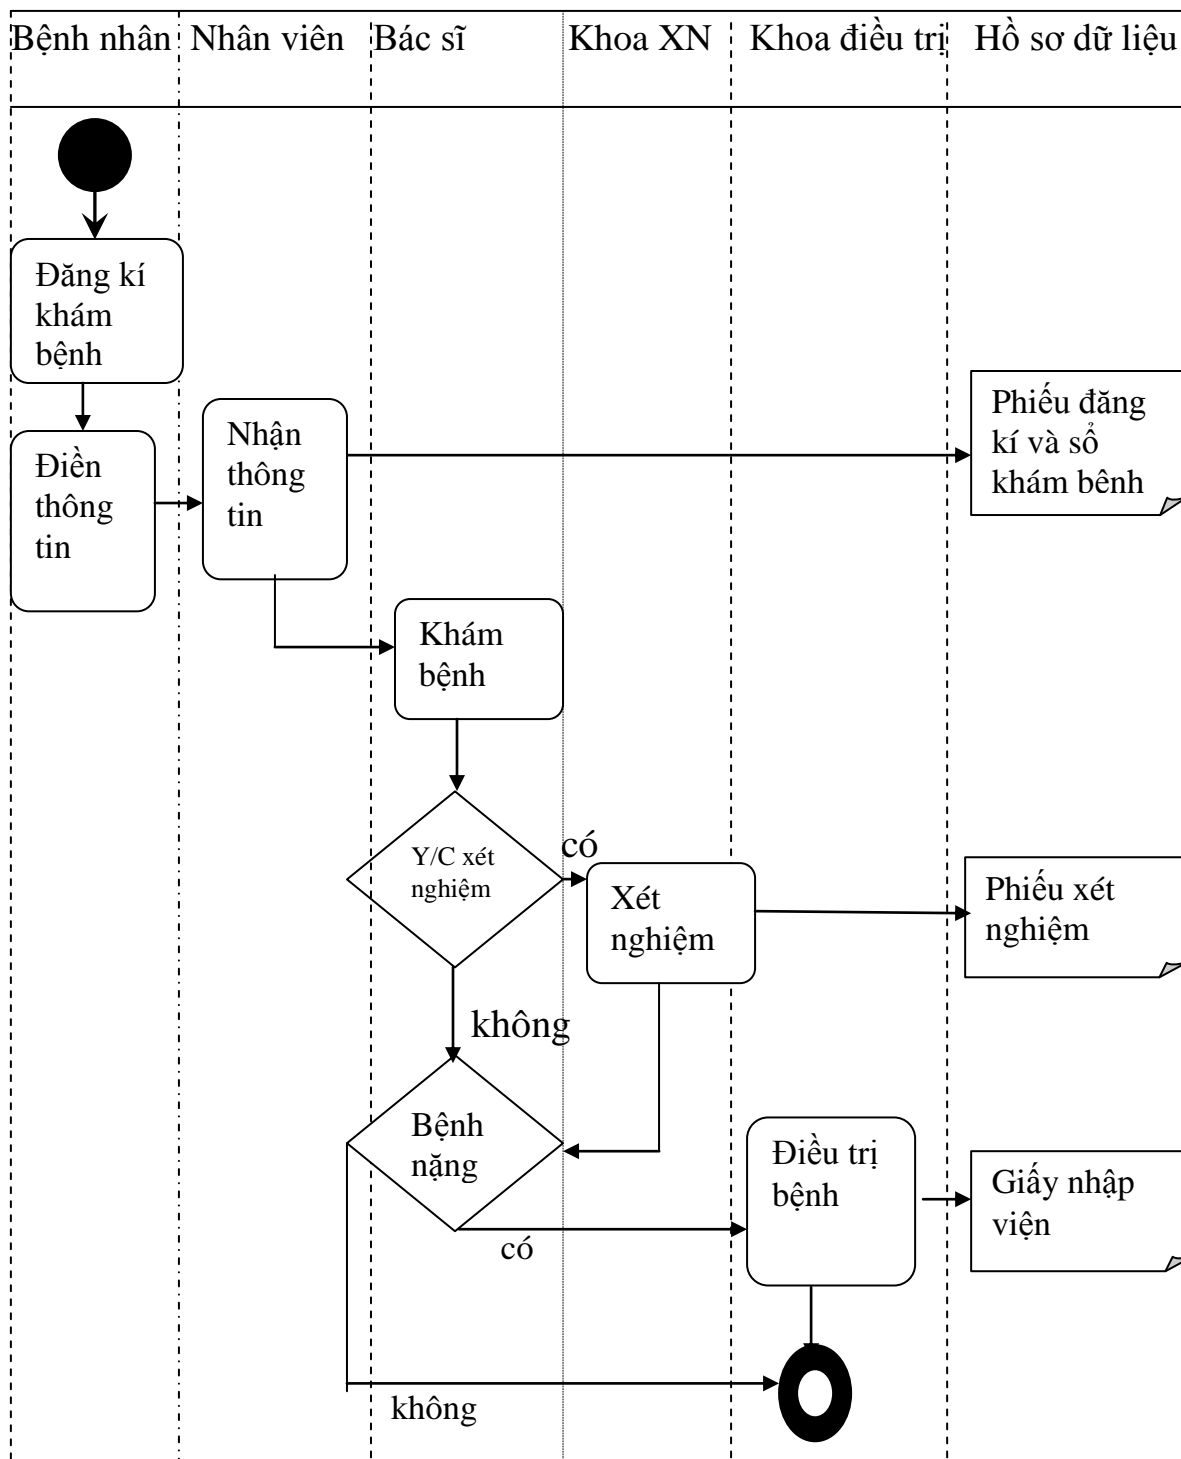 Bệnh nhân Nhân viên Bác sĩ Khoa XN Khoa điều trị Hồ sơ dữ liệu
Đăng kí
khám
bệnh
Điền
thông
tin
Nhận
thông
tin
Phiếu đăng
kí và sổ
khám bênh
Khám
bệnh
Y/C xét
nghiệm
có
Xét
nghiệm
Phiếu xét
nghiệm
không
Bệnh
nặng
có
Điều trị
bệnh
Giấy nhập
viện
không